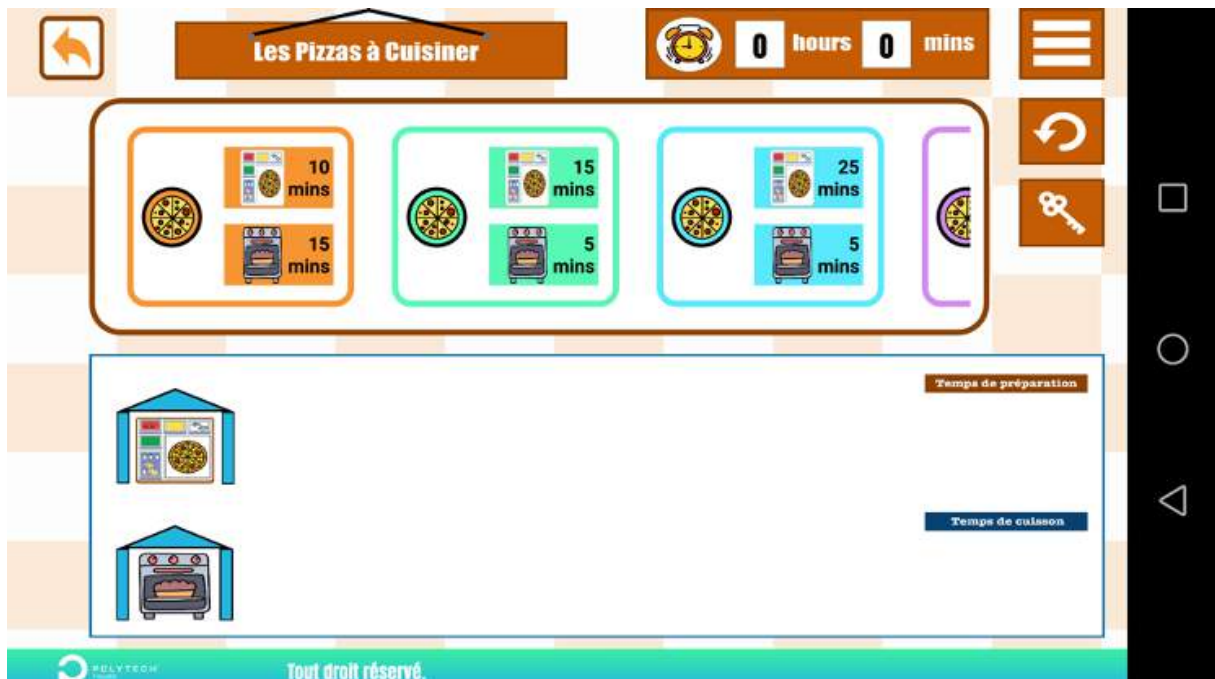 Les Pizzas à Cuisiner
0 hours 0 mins
10
mins
15
mins
15
mins
5
mins
25
mins
5
mins
Temps de préparation
Temps de cuisson
POLYTECH
Tout droit réservé.